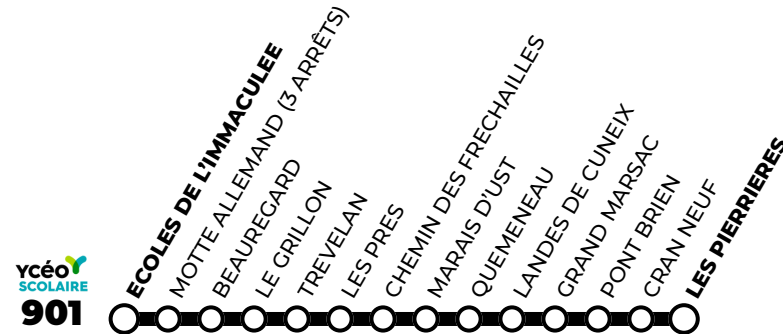 YCÉO
SCOLAIRE
901
ECOLES DE L'IMMACULEE
MOTTE ALLEMAND (3 ARRÊTS)
BEAUREGARD
LE GRILLON
TREVELAN
LES PRES
CHEMIN DES FRECHAILLES
MARAIS D'UST
QUEMENEAU
LANDES DE CUNEIX
GRAND MARSAC
PONT BRIEN
CRAN NEUF
LES PIERRIERES